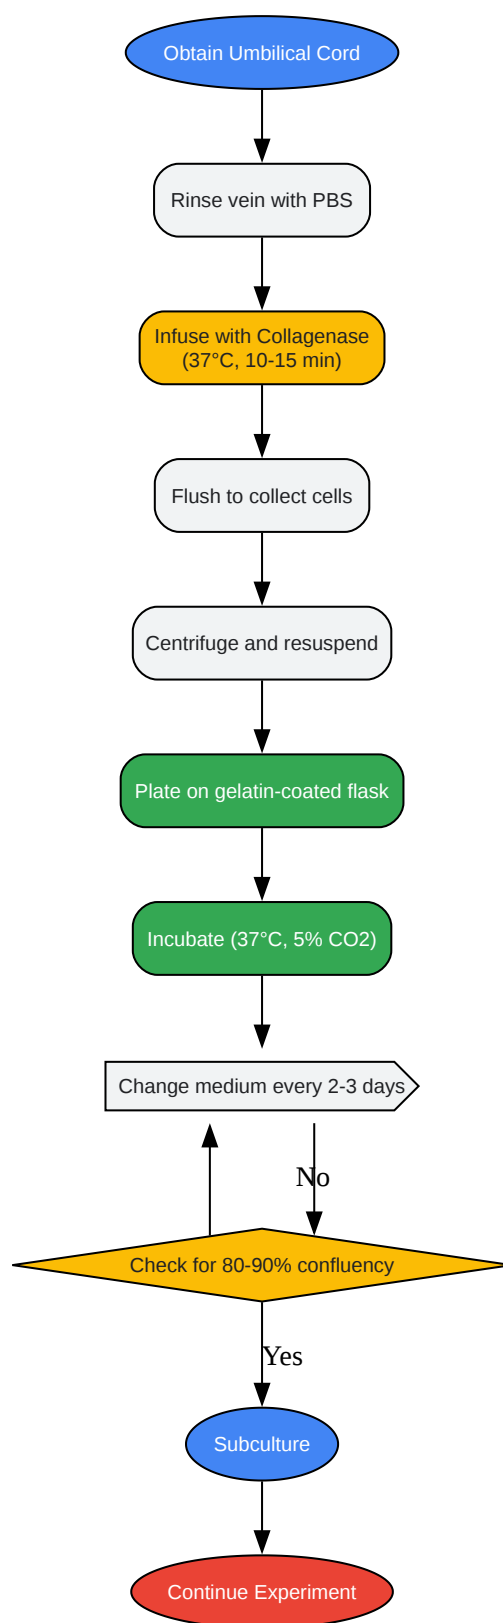 Obtain Umbilical Cord
Rinse vein with PBS
Infuse with Collagenase
(37°C, 10-15 min)
Flush to collect cells
Centrifuge and resuspend
Plate on gelatin-coated flask
Incubate (37°C, 5% CO2)
Change medium every 2-3 days
No
Check for 80-90% confluency
Yes
Subculture
Continue Experiment